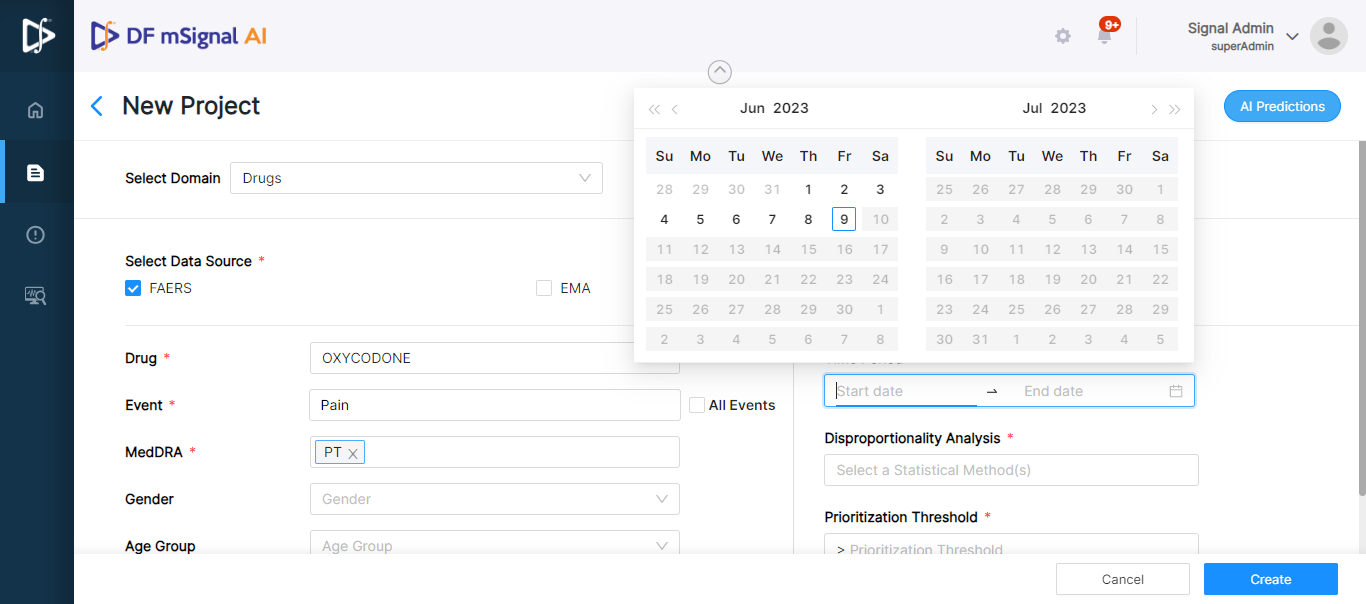 DF mSignal AI
9+
Signal Admin
superAdmin
New Project
AI Predictions
Jun 2023
Jul 2023
Su Mo Tu We Th Fr Sa
28 29 30 31 1 2 3
4 5 6 7 8 9 10
11 12 13 14 15 16 17
18 19 20 21 22 23 24
25 26 27 28 29 30 1
2 3 4 5 6 7 8
Su Mo Tu We Th Fr Sa
25 26 27 28 29 30 1
2 3 4 5 6 7 8
9 10 11 12 13 14 15
16 17 18 19 20 21 22
23 24 25 26 27 28 29
30 31 1 2 3 4 5
Select Domain Drugs
Select Data Source *
FAERS EMA
Drug * OXYCODONE
Event * Pain All Events
MedDRA * PT X
Gender Gender
Age Group Age Group
Start date → End date
Disproportionality Analysis *
Select a Statistical Method(s)
Prioritization Threshold *
> Prioritization Threshold
Cancel Create